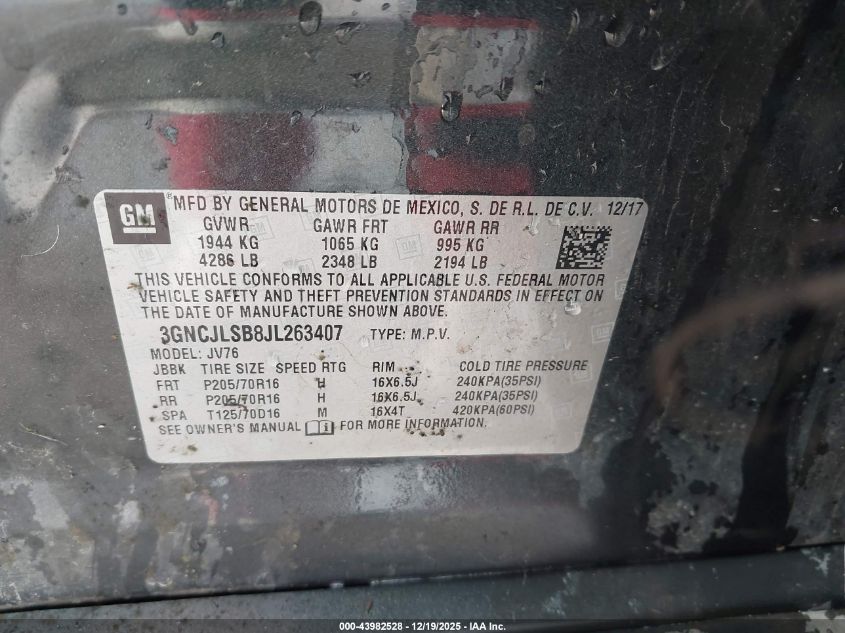 GM ® MFD BY GENERAL MOTORS DE MEXICO, S. DE R.L. DE C.V. 12/17
GVWR GAWR FRT GAWR RR
1944 KG 1065 KG 995 KG
4286 LB 2348 LB 2194 LB
THIS VEHICLE CONFORMS TO ALL APPLICABLE U.S. FEDERAL MOTOR
VEHICLE SAFETY AND THEFT PREVENTION STANDARDS IN EFFECT ON
THE DATE OF MANUFACTURE SHOWN ABOVE.
3GNCJLSB8JL263407 TYPE: M.P.V.
MODEL: JV76
JBBK TIRE SIZE SPEED RTG RIM COLD TIRE PRESSURE
FRT P205/70R16 H 16X6.5J 240KPA(35PSI)
RR P205/70R16 H 16X6.5J 240KPA(35PSI)
SPA T125/70D16 M 16X4T 420KPA(60PSI)
SEE OWNER'S MANUAL FOR MORE INFORMATION.
000-43982528 - 12/19/2025 - IAA Inc.